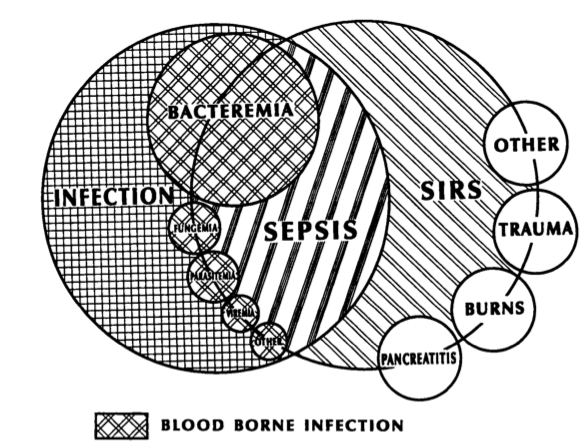 BACTEREMIA
OTHER
INFECTION
SIRS
FUNGEMIA
SEPSIS
TRAUMA
PARASITEMIA
VIREMIA
BURNS
OTHER
PANCREATITIS
BLOOD BORNE INFECTION